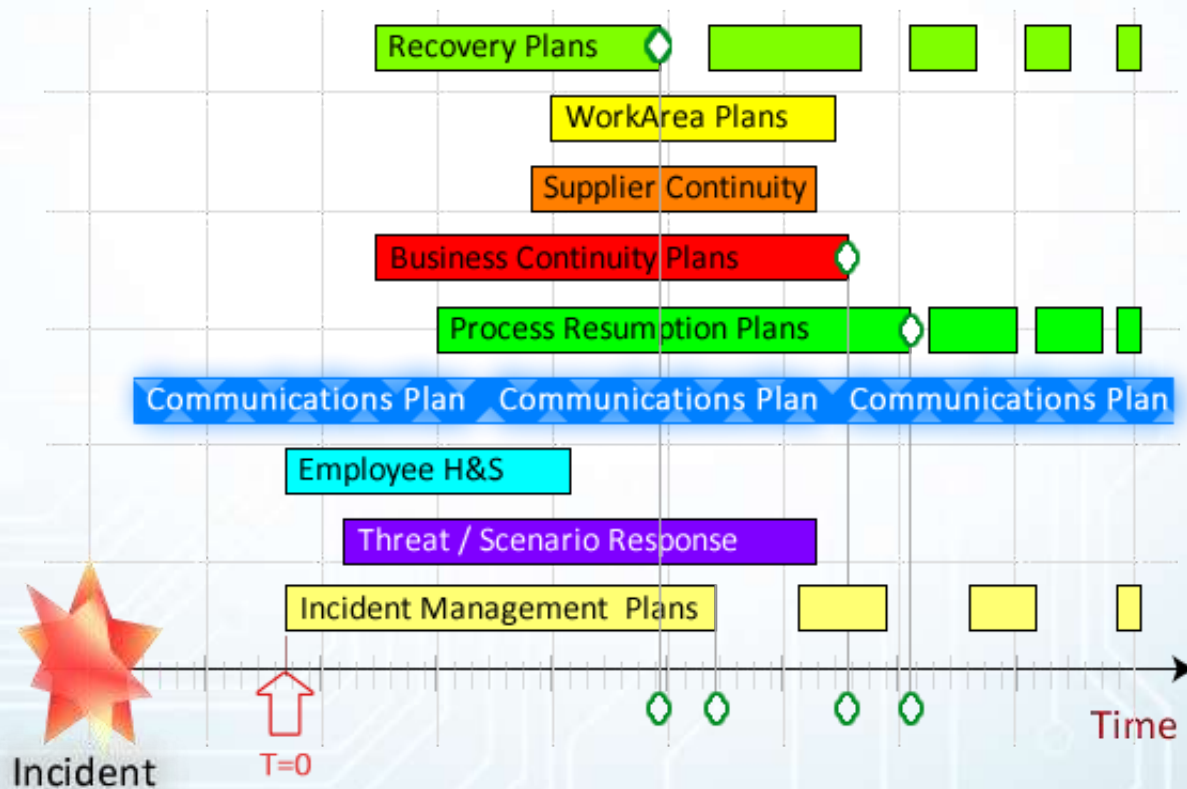 Recovery Plans
WorkArea Plans
Supplier Continuity
Business Continuity Plans
Process Resumption Plans
Communications Plan Communications Plan Communications Plan
Employee H&S
Threat / Scenario Response
Incident Management Plans
Time
T=0
Incident